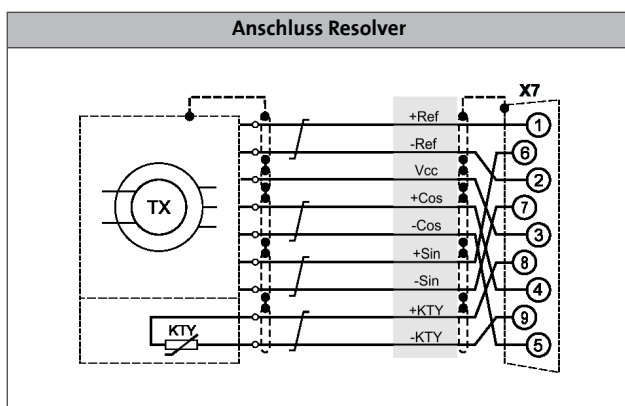 Anschluss Resolver
X7
+Ref
1
-Ref
6
Vcc
2
+Cos
7
TX
-Cos
3
+Sin
8
-Sin
4
+KTY
9
KTY
-KTY
5